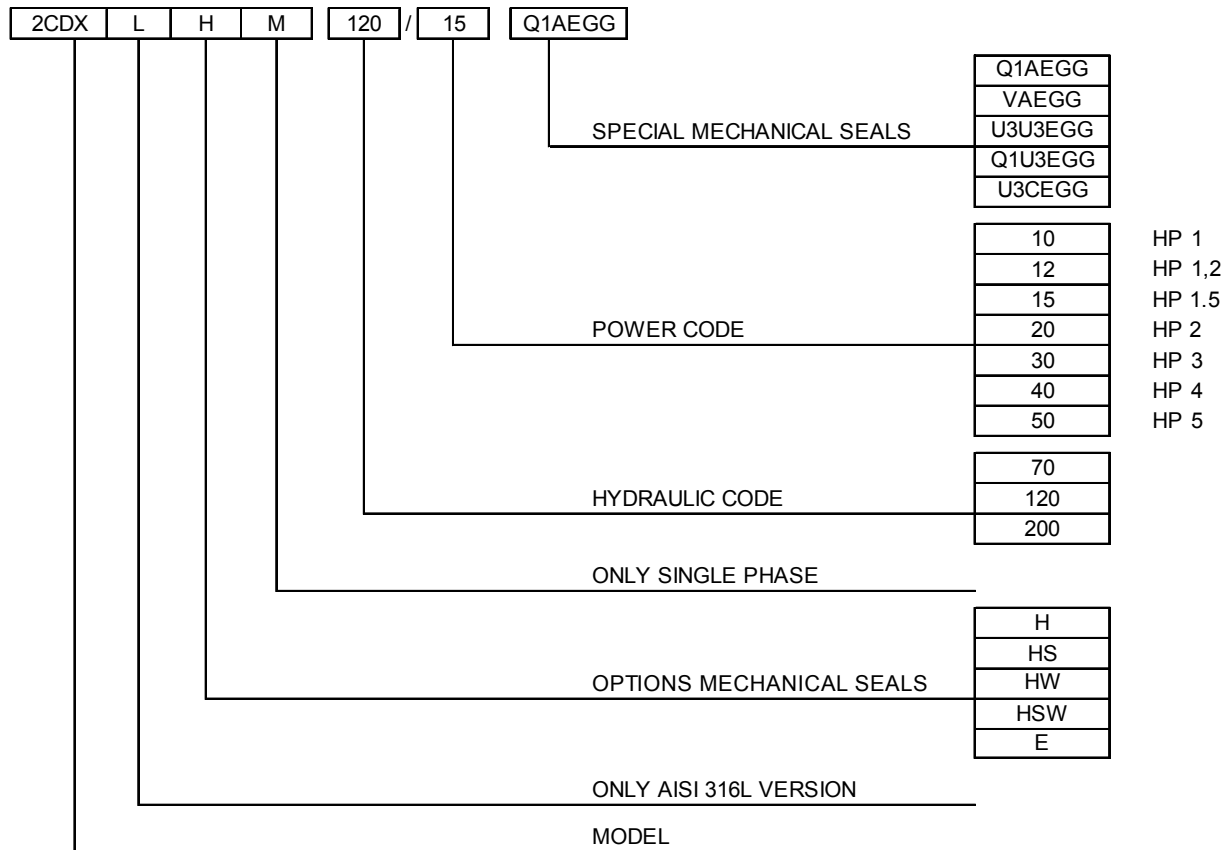 2CDX L H M 120 / 15 Q1AEGG
Q1AEGG
VAEGG
SPECIAL MECHANICAL SEALS U3U3EGG
Q1U3EGG
U3CEGG
10 HP 1
12 HP 1,2
15 HP 1.5
POWER CODE 20 HP 2
30 HP 3
40 HP 4
50 HP 5
70
HYDRAULIC CODE 120
200
ONLY SINGLE PHASE
H
HS
OPTIONS MECHANICAL SEALS HW
HSW
E
ONLY AISI 316L VERSION
MODEL